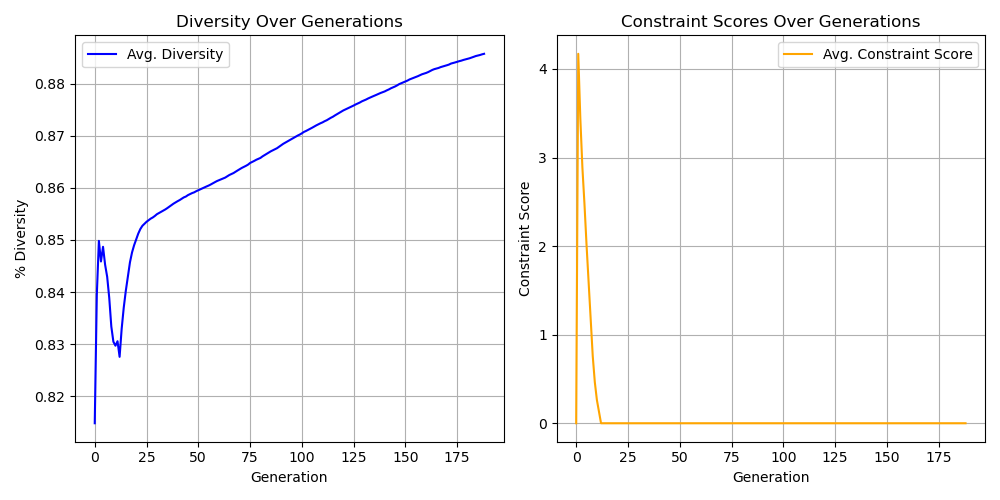 Diversity Over Generations
Avg. Diversity
% Diversity
0.88
0.87
0.86
0.85
0.84
0.83
0.82
0 25 50 75 100 125 150 175
Generation
Constraint Scores Over Generations
Avg. Constraint Score
Constraint Score
4
3
2
1
0
0 25 50 75 100 125 150 175
Generation